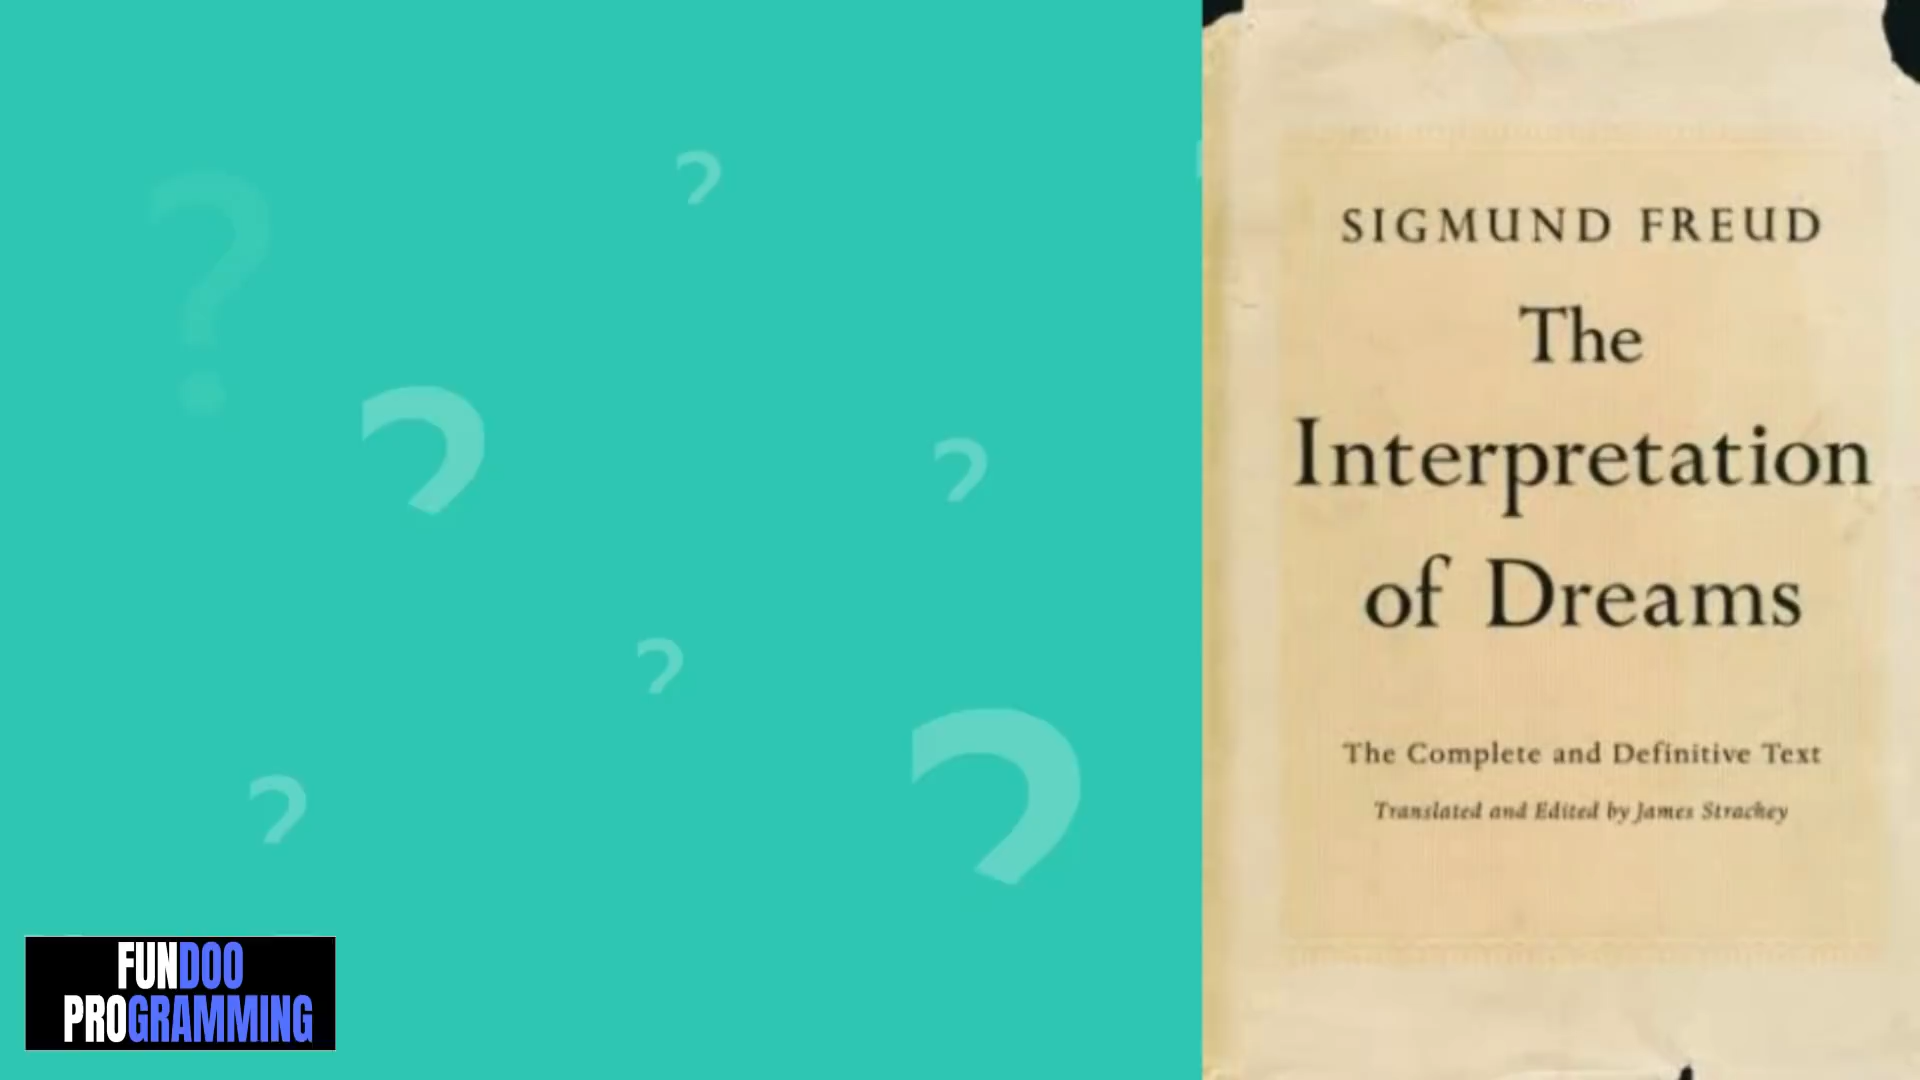 SIGMUND FREUD
The
Interpretation
of Dreams
The Complete and Definitive Text
Translated and Edited by James Strachey
FUNDOO
PROGRAMMING